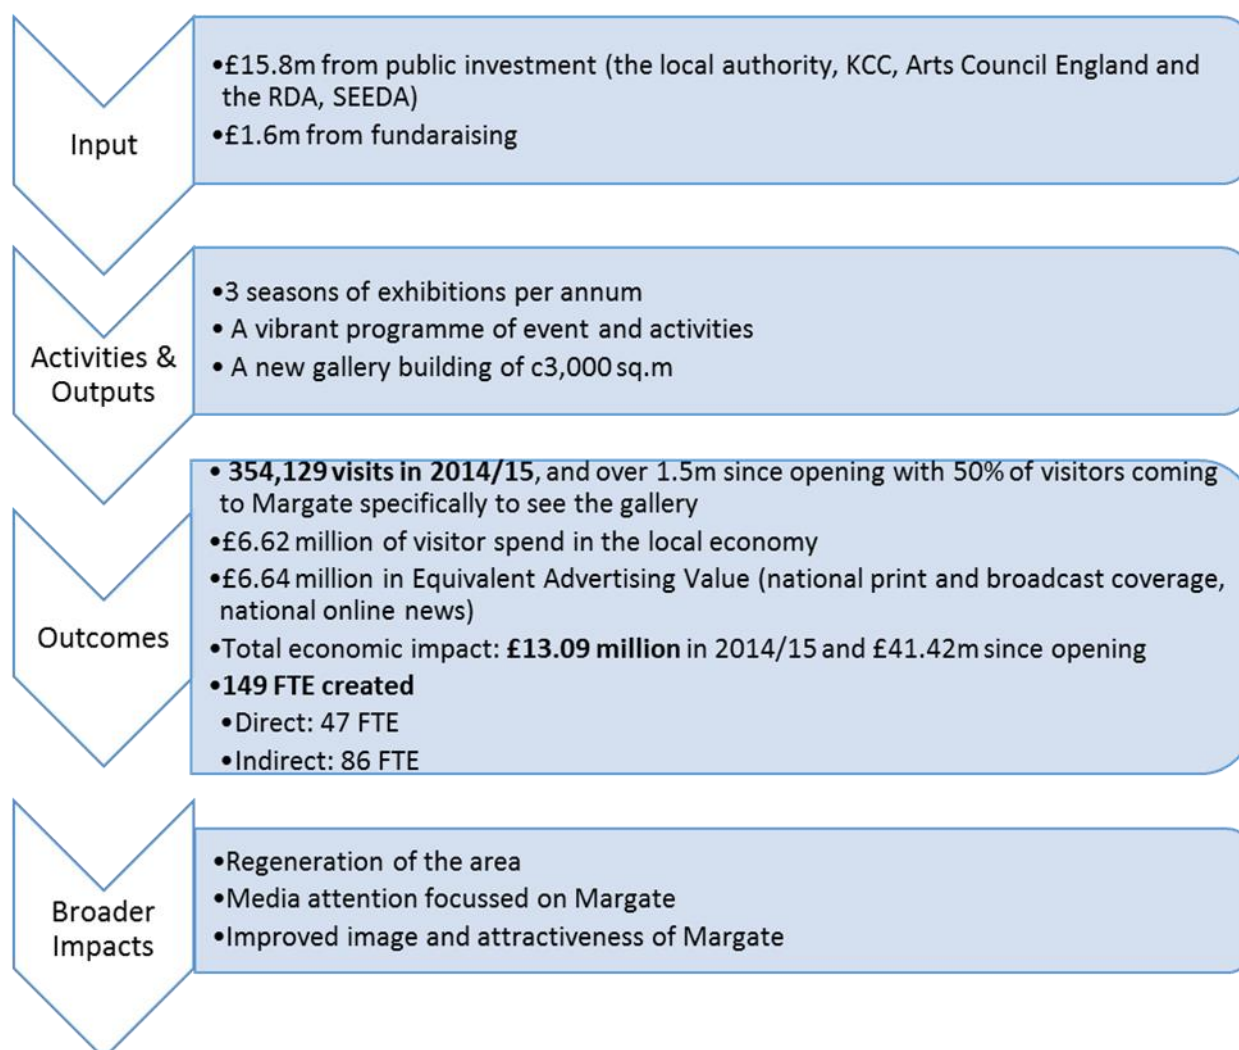 Input
•£15.8m from public investment (the local authority, KCC, Arts Council England and
the RDA, SEEDA)
•£1.6m from fundaraising
Activities &
Outputs
•3 seasons of exhibitions per annum
• A vibrant programme of event and activities
• A new gallery building of c3,000 sq.m
Outcomes
• 354,129 visits in 2014/15, and over 1.5m since opening with 50% of visitors coming
to Margate specifically to see the gallery
•£6.62 million of visitor spend in the local economy
•£6.64 million in Equivalent Advertising Value (national print and broadcast coverage,
national online news)
•Total economic impact: £13.09 million in 2014/15 and £41.42m since opening
•149 FTE created
•Direct: 47 FTE
•Indirect: 86 FTE
Broader
Impacts
•Regeneration of the area
•Media attention focussed on Margate
•Improved image and attractiveness of Margate